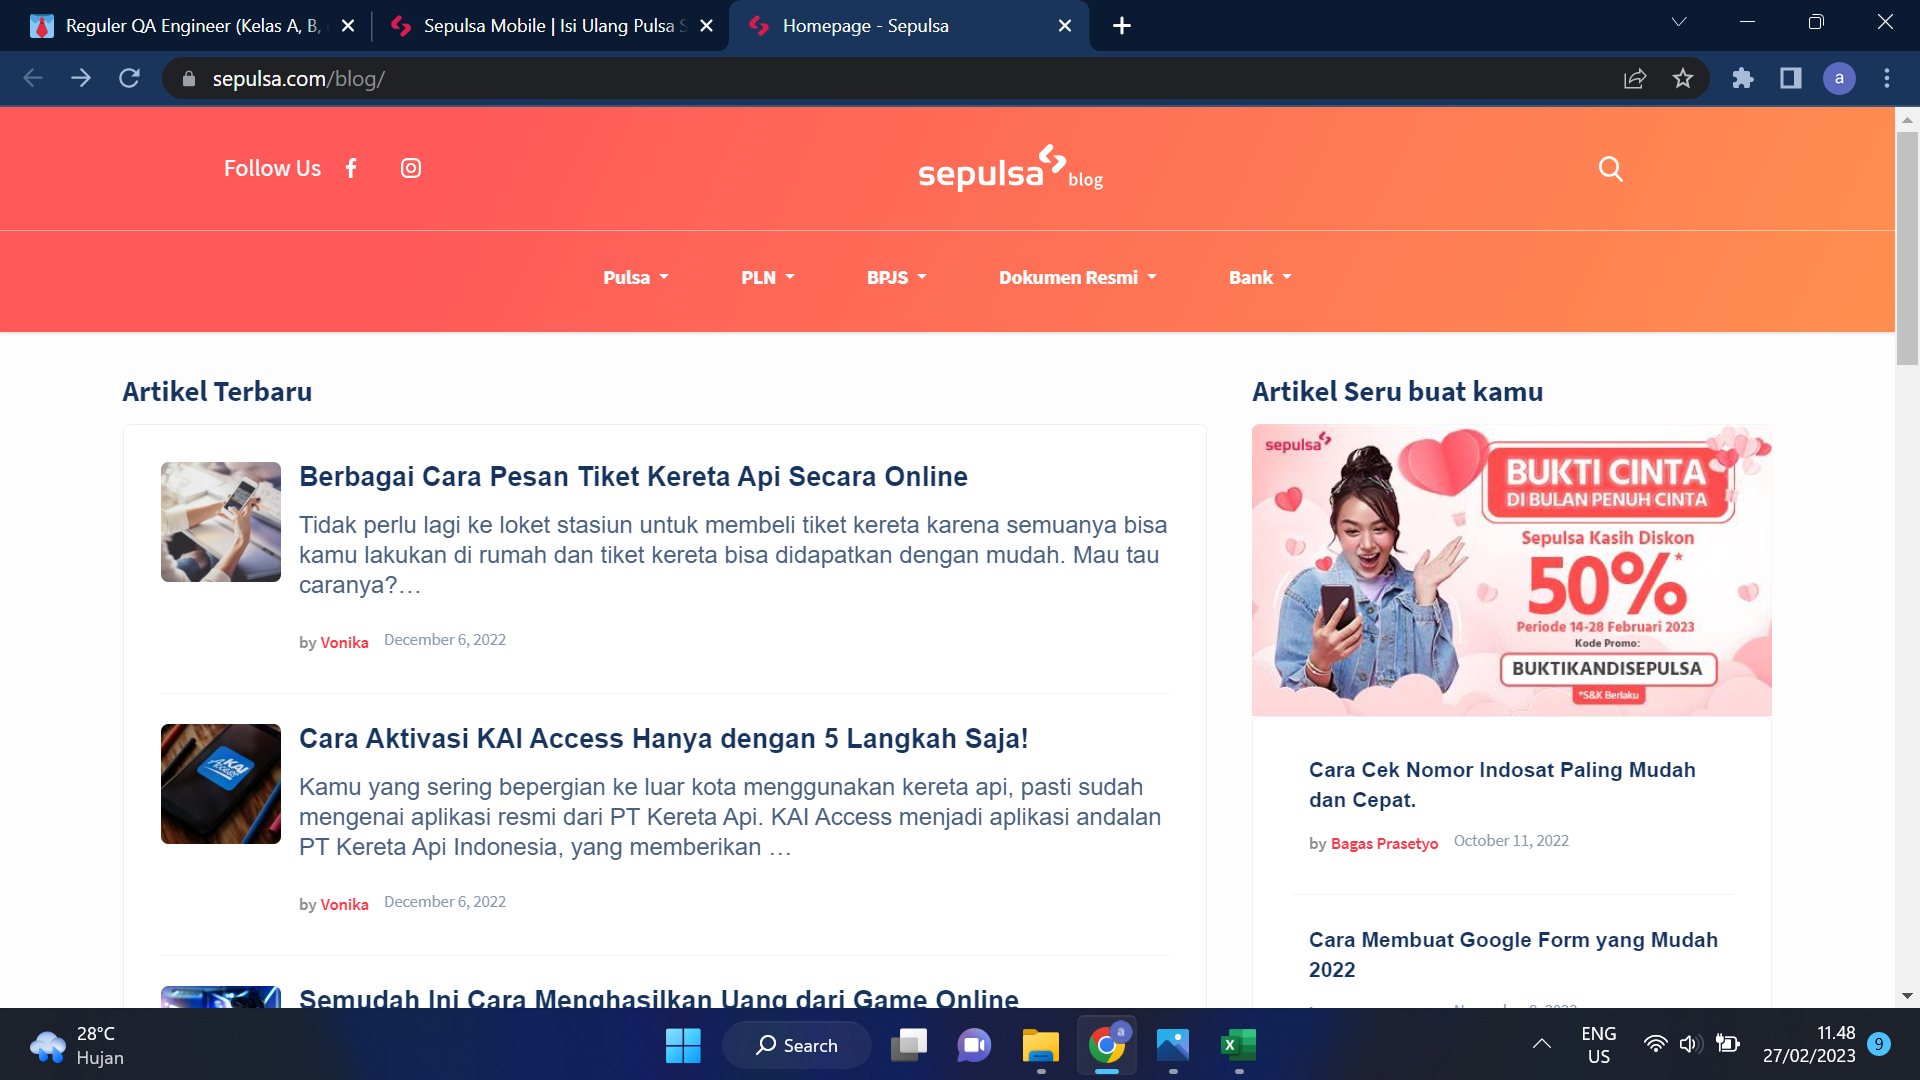 Reguler QA Engineer (Kelas A, B,
Sepulsa Mobile | Isi Ulang Pulsa S
Homepage - Sepulsa
sepulsa.com/blog/
a
Follow Us
sepulsa blog
Pulsa
PLN
BPJS
Dokumen Resmi
Bank
Artikel Terbaru
Berbagai Cara Pesan Tiket Kereta Api Secara Online
Tidak perlu lagi ke loket stasiun untuk membeli tiket kereta karena semuanya bisa
kamu lakukan di rumah dan tiket kereta bisa didapatkan dengan mudah. Mau tau
caranya?…
by Vonika December 6, 2022
KAI
Access
Cara Aktivasi KAI Access Hanya dengan 5 Langkah Saja!
Kamu yang sering bepergian ke luar kota menggunakan kereta api, pasti sudah
mengenai aplikasi resmi dari PT Kereta Api. KAI Access menjadi aplikasi andalan
PT Kereta Api Indonesia, yang memberikan …
by Vonika December 6, 2022
Semudah Ini Cara Menghasilkan Uang dari Game Online
Artikel Seru buat kamu
sepulsa
BUKTI CINTA
DI BULAN PENUH CINTA
Sepulsa Kasih Diskon
50%*
Periode 14-28 Februari 2023
Kode Promo:
BUKTIKANDISEPULSA
*S&K Berlaku
Cara Cek Nomor Indosat Paling Mudah
dan Cepat.
by Bagas Prasetyo October 11, 2022
Cara Membuat Google Form yang Mudah
2022
28°C
Hujan
Search
a
ENG
US
11.48
27/02/2023
9